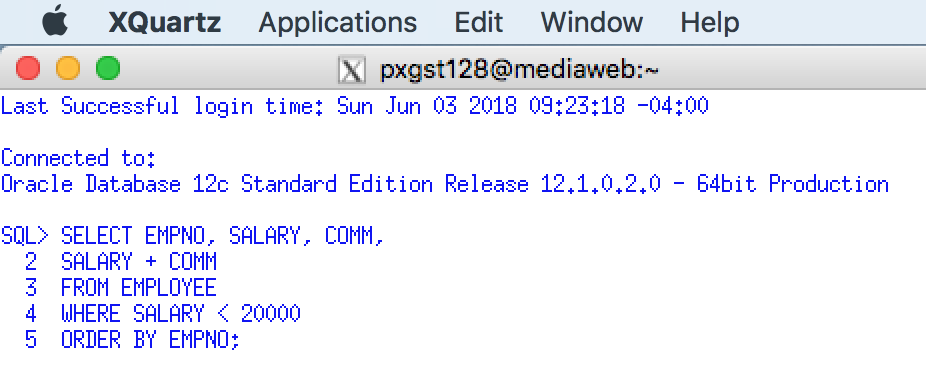 XQuartz Applications Edit Window Help
pxgst128@mediaweb:~
Last Successful login time: Sun Jun 03 2018 09:23:18 -04:00
Connected to:
Oracle Database 12c Standard Edition Release 12.1.0.2.0 - 64bit Production
SQL> SELECT EMPNO, SALARY, COMM,
2 SALARY + COMM
3 FROM EMPLOYEE
4 WHERE SALARY < 20000
5 ORDER BY EMPNO;